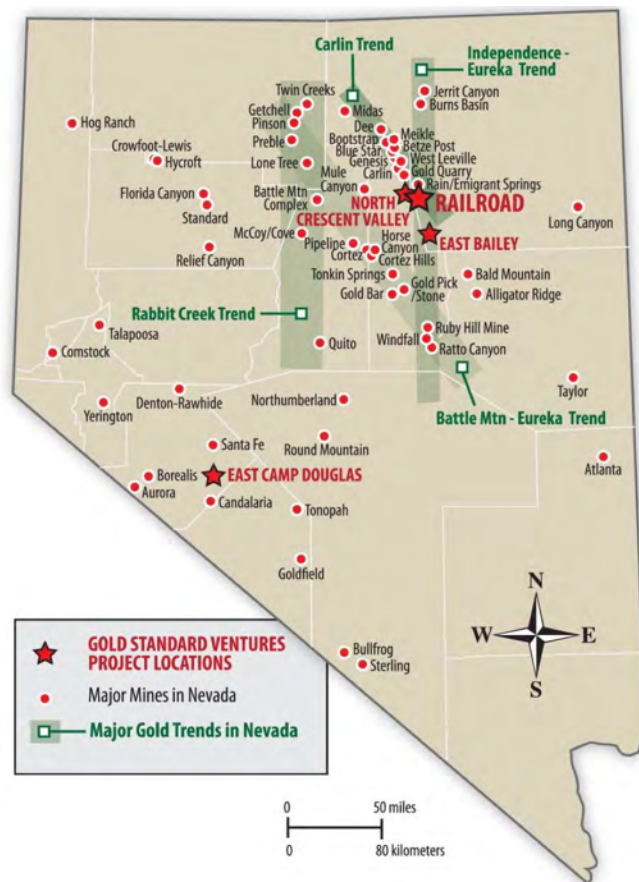 Carlin Trend
Independence -
Eureka Trend
Twin Creeks
Getchell
Pinson
Preble
Midas
Jerrit Canyon
Burns Basin
Hog Ranch
Dee
Bootstrap
Blue Star
Genesis
Carlin
Meikle
Betze Post
West Leeville
Gold Quarry
Rain/Emigrant Springs
Crowfoot-Lewis
Hycroft
Lone Tree
Mule
Canyon
Florida Canyon
Standard
Battle Mtn
Complex
NORTH
CRESCENT VALLEY
RAILROAD
Long Canyon
McCoy/Cove
Pipeline
Horse
Canyon
EAST BAILEY
Relief Canyon
Cortez
Cortez Hills
Tonkin Springs
Gold Bar
Gold Pick
/Stone
Bald Mountain
Alligator Ridge
Rabbit Creek Trend
Talapoosa
Comstock
Quito
Ruby Hill Mine
Windfall
Ratto Canyon
Taylor
Yerington
Denton-Rawhide
Northumberland
Battle Mtn - Eureka Trend
Santa Fe
Round Mountain
Atlanta
Borealis
Aurora
EAST CAMP DOUGLAS
Candalaria
Tonopah
Goldfield
Bullfrog
Sterling
N
W
E
S
GOLD STANDARD VENTURES
PROJECT LOCATIONS
Major Mines in Nevada
Major Gold Trends in Nevada
0
50 miles
0
80 kilometers